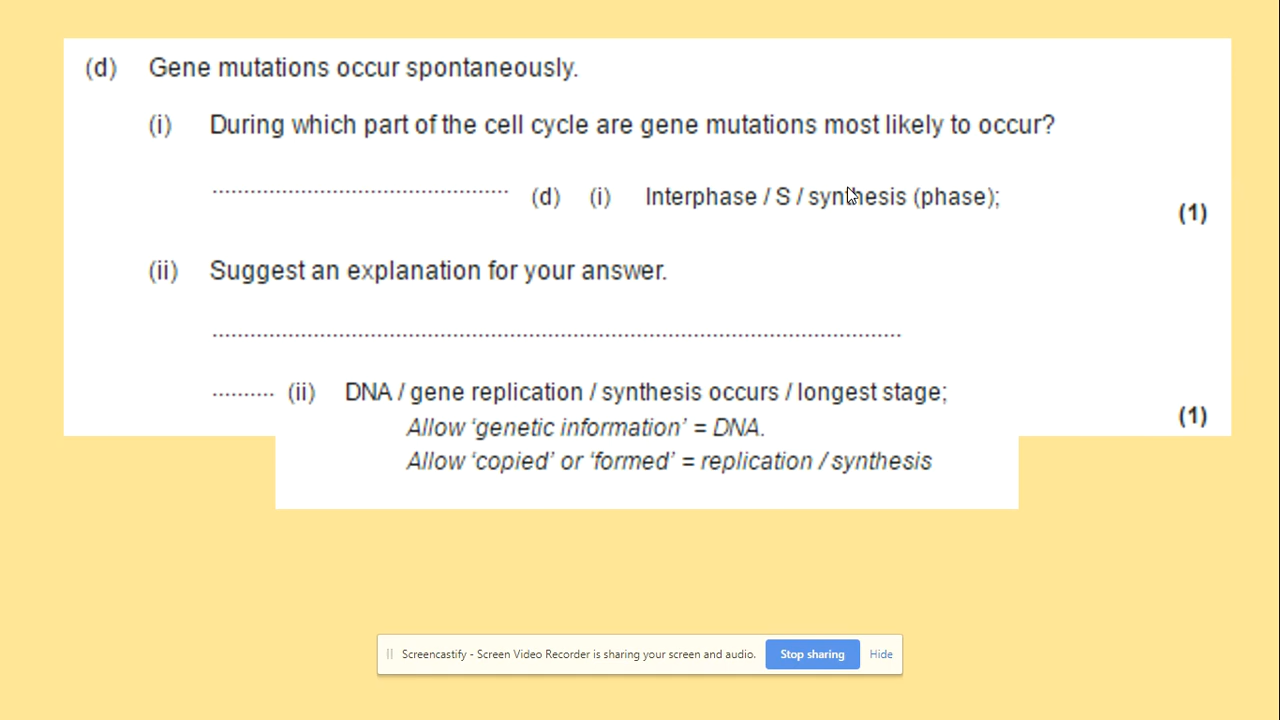 (d) Gene mutations occur spontaneously.
(i) During which part of the cell cycle are gene mutations most likely to occur?
............................................... (d) (i) Interphase / S / synthesis (phase);
(1)
(ii) Suggest an explanation for your answer.
.............................................................................................................
.......... (ii) DNA / gene replication / synthesis occurs / longest stage;
(1)
Allow ‘genetic information’ = DNA.
Allow ‘copied’ or ‘formed’ = replication / synthesis
Screencastify - Screen Video Recorder is sharing your screen and audio. Stop sharing Hide